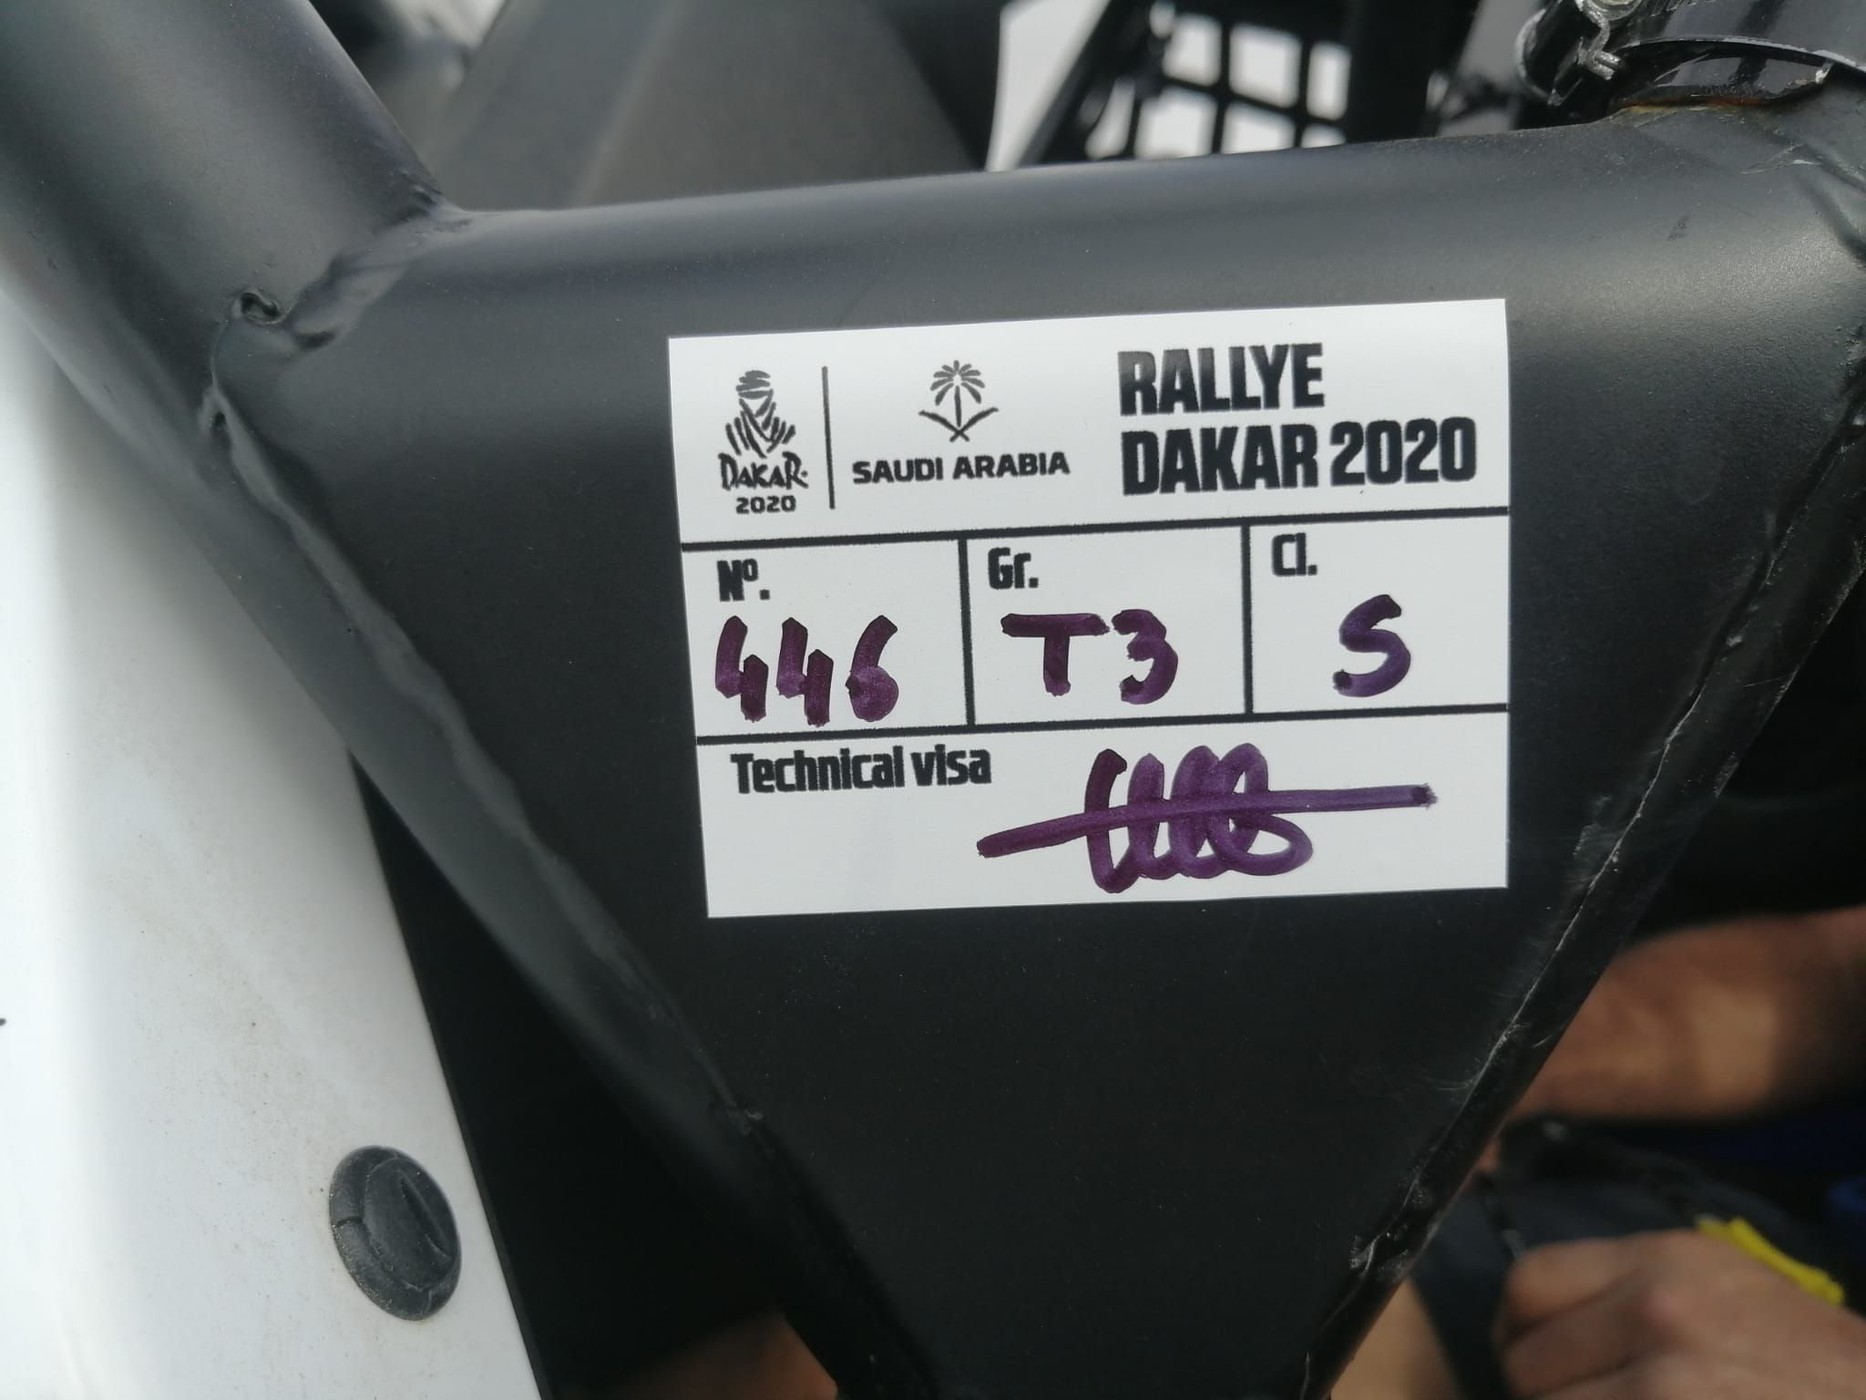 DAKAR
2020
SAUDI ARABIA
RALLYE
DAKAR 2020
Nº.
446
Gr.
T3
Cl.
S
Technical visa